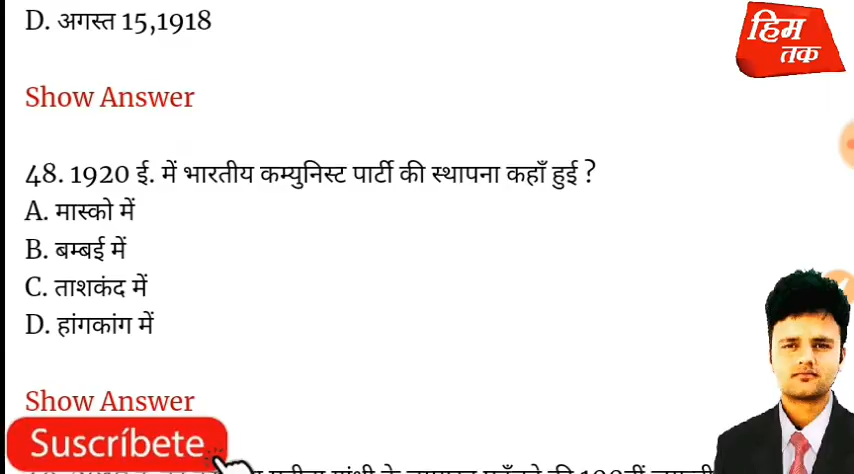 D. अगस्त 15,1918
हिम
तक
Show Answer
48. 1920 ई. में भारतीय कम्युनिस्ट पार्टी की स्थापना कहाँ हुई ?
A. मास्को में
B. बम्बई में
C. ताशकंद में
D. हांगकांग में
Show Answer
Suscríbete